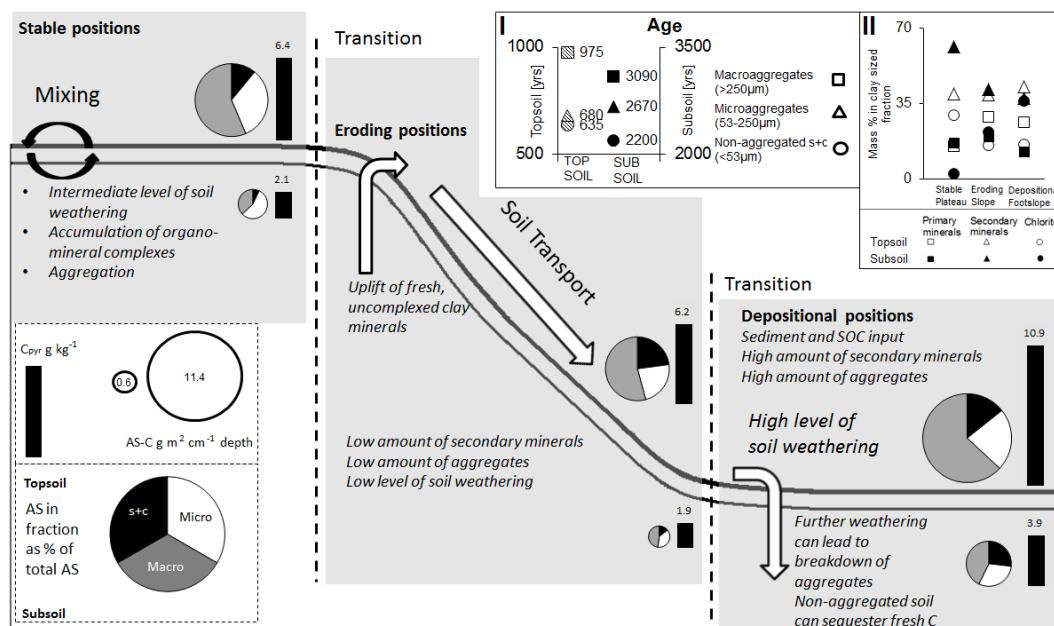 Stable positions
6.4
Mixing
2.1
• Intermediate level of soil
weathering
• Accumulation of organo-
mineral complexes
• Aggregation
Transition
Eroding positions
Uplift of fresh,
uncomplexed clay
minerals
Soil Transport
6.2
Low amount of secondary minerals
Low amount of aggregates
Low level of soil weathering
1.9
I
Age
1000
Topsoil [yrs]
500
975
680
635
TOP
SOIL
3090
2670
2200
SUB
SOIL
3500
Subsoil [yrs]
2000
Macroaggregates
(>250µm)
Microaggregates
(53-250µm)
Non-aggregated s+c
(<53µm)
II
70
35
0
Mass % in clay sized
fraction
Stable Eroding Depositional
Plateau Slope Footslope
Primary Secondary Chlorite
minerals minerals
Topsoil
Subsoil
Transition
Depositional positions
Sediment and SOC input
High amount of secondary minerals
High amount of aggregates
10.9
High level of
soil weathering
Further weathering
can lead to
breakdown of
aggregates
Non-aggregated soil
can sequester fresh C
3.9
Cpyr g kg-1
0.6
11.4
AS-C g m2 cm-1 depth
Topsoil
AS in
fraction
as % of
total AS
s+c
Micro
Macro
Subsoil